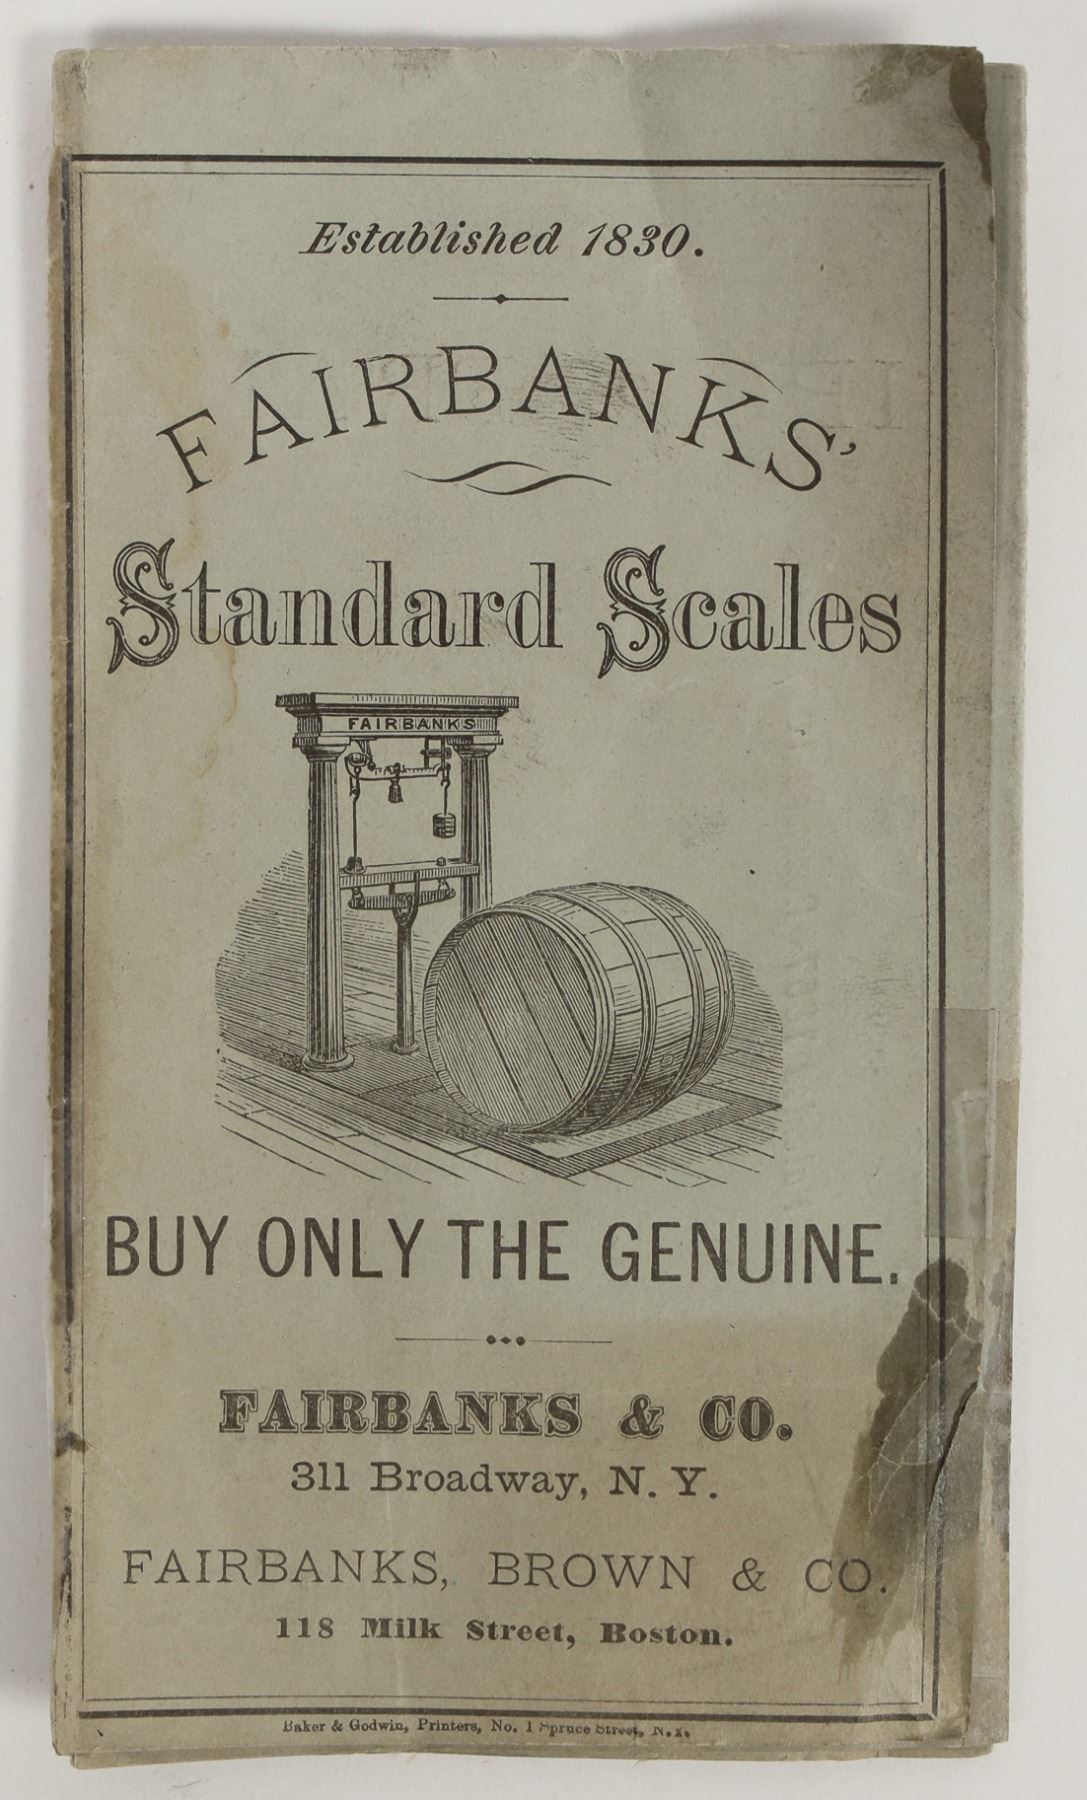 Established 1830.
FAIRBANKS'
Standard Scales
FAIRBANKS
BUY ONLY THE GENUINE.
FAIRBANKS & CO.
311 Broadway, N. Y.
FAIRBANKS, BROWN & CO.
118 Milk Street, Boston.
Baker & Godwin, Printers, No. 1 Spruce Street, N.Y.